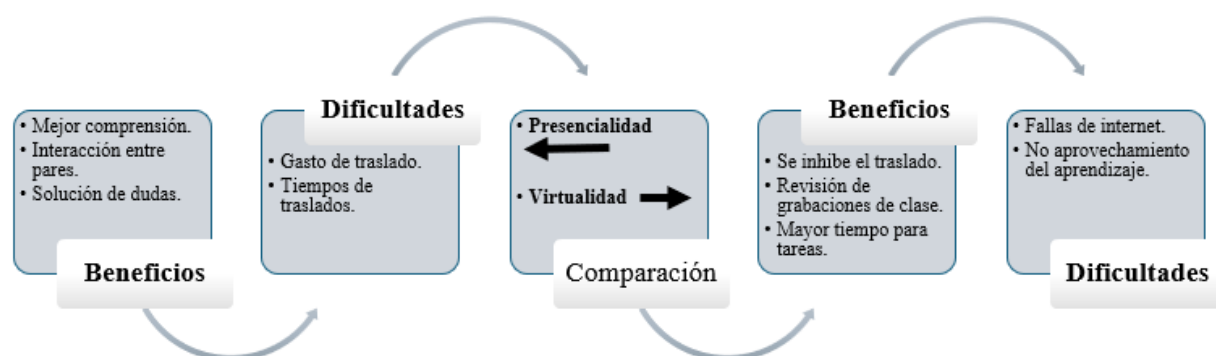 • Mejor comprensión.
• Interacción entre
pares.
• Solución de dudas.
Beneficios
Dificultades
• Gasto de traslado.
• Tiempos de
traslados.
• Presencialidad
• Virtualidad
Comparación
Beneficios
• Se inhibe el traslado.
• Revisión de
grabaciones de clase.
• Mayor tiempo para
tareas.
• Fallas de internet.
• No aprovechamiento
del aprendizaje.
Dificultades